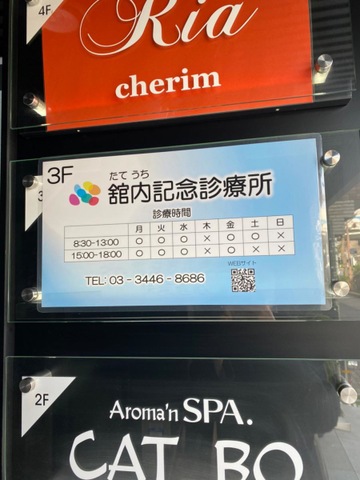 4F
Ria
cherim
3F
たて うち
舘内記念診療所
診療時間
月 火 水 木 金 土 日
8:30-13:00 ○ ○ ○ × ○ ○ ×
15:00-18:00 ○ ○ ○ × ○ × ×
TEL: 03 - 3446 - 8686
WEBサイト
2F
Aroma'n SPA.
CAT BO